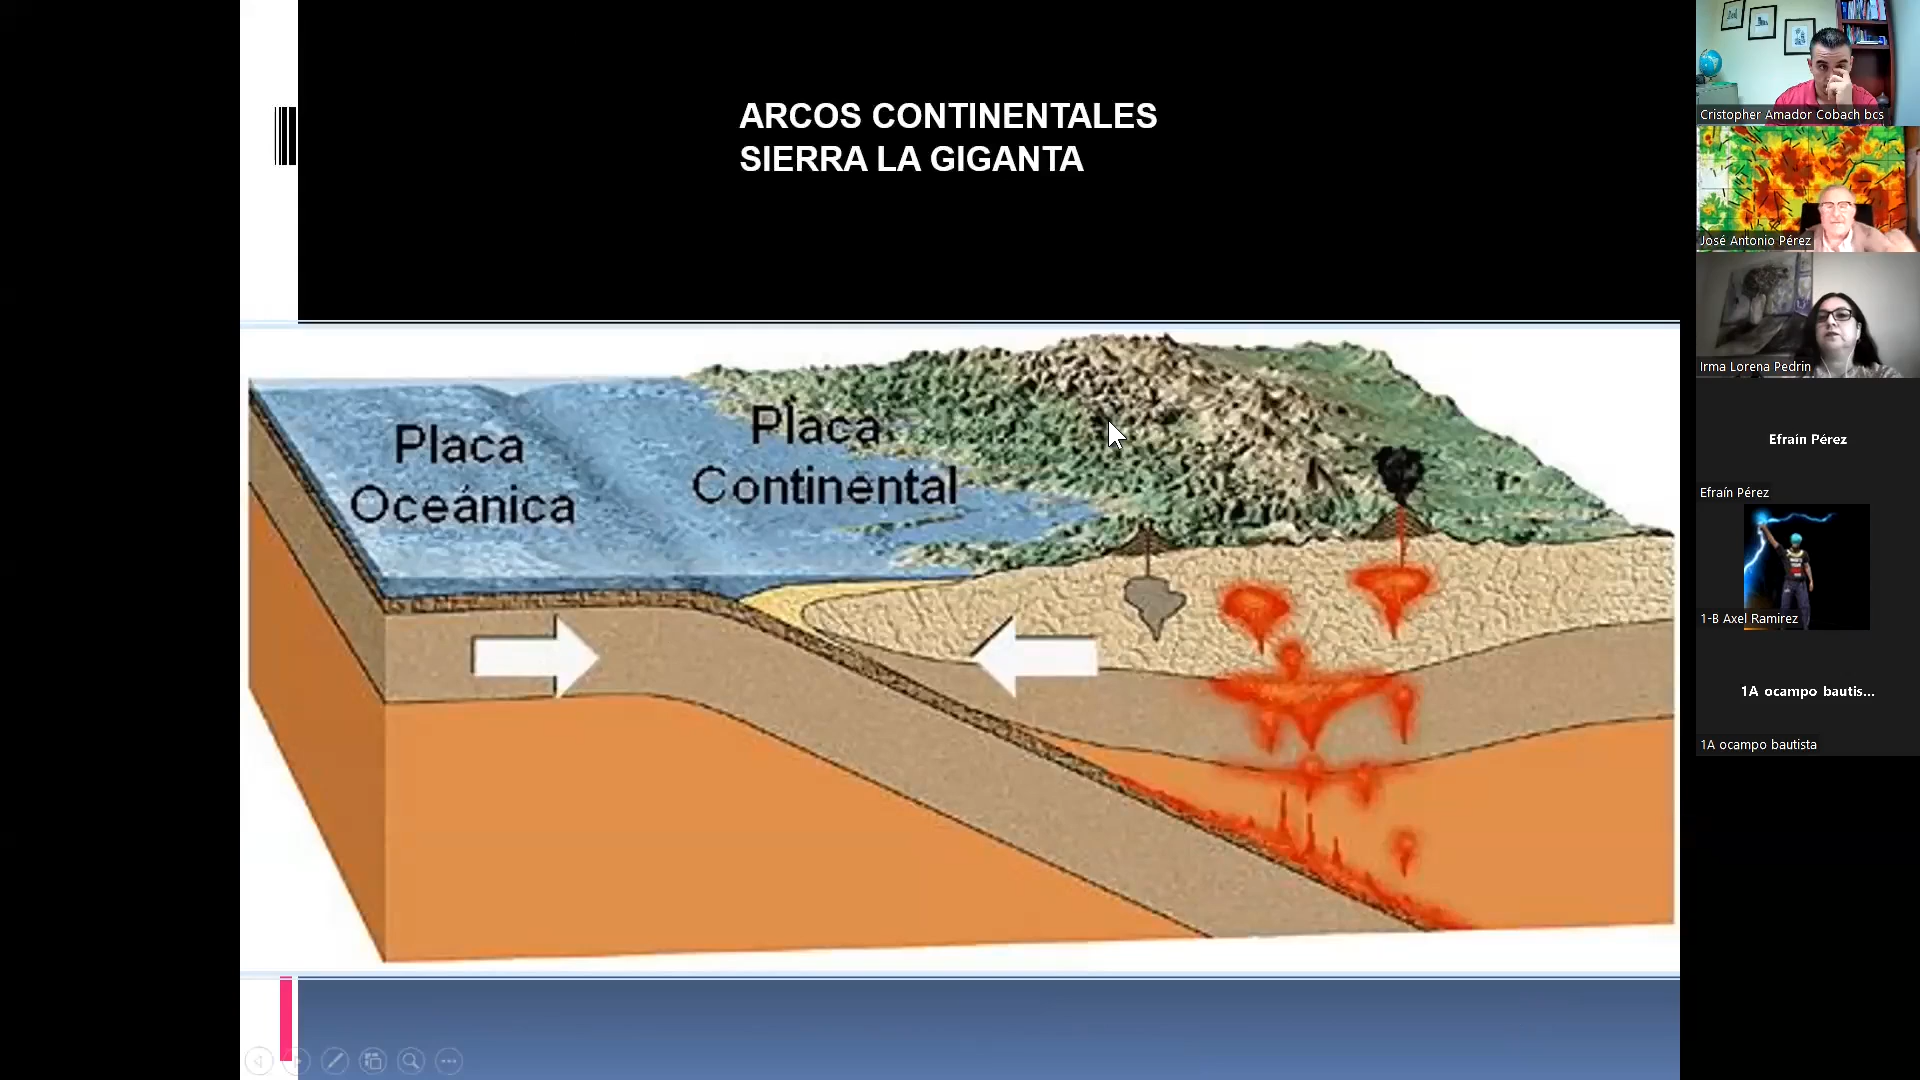 ARCOS CONTINENTALES
SIERRA LA GIGANTA
Placa
Oceánica
Placa
Continental
Cristopher Amador Cobach bcs
José Antonio Pérez
Irma Lorena Pedrin
Efraín Pérez
Efraín Pérez
1-B Axel Ramirez
1A ocampo bautis...
1A ocampo bautista